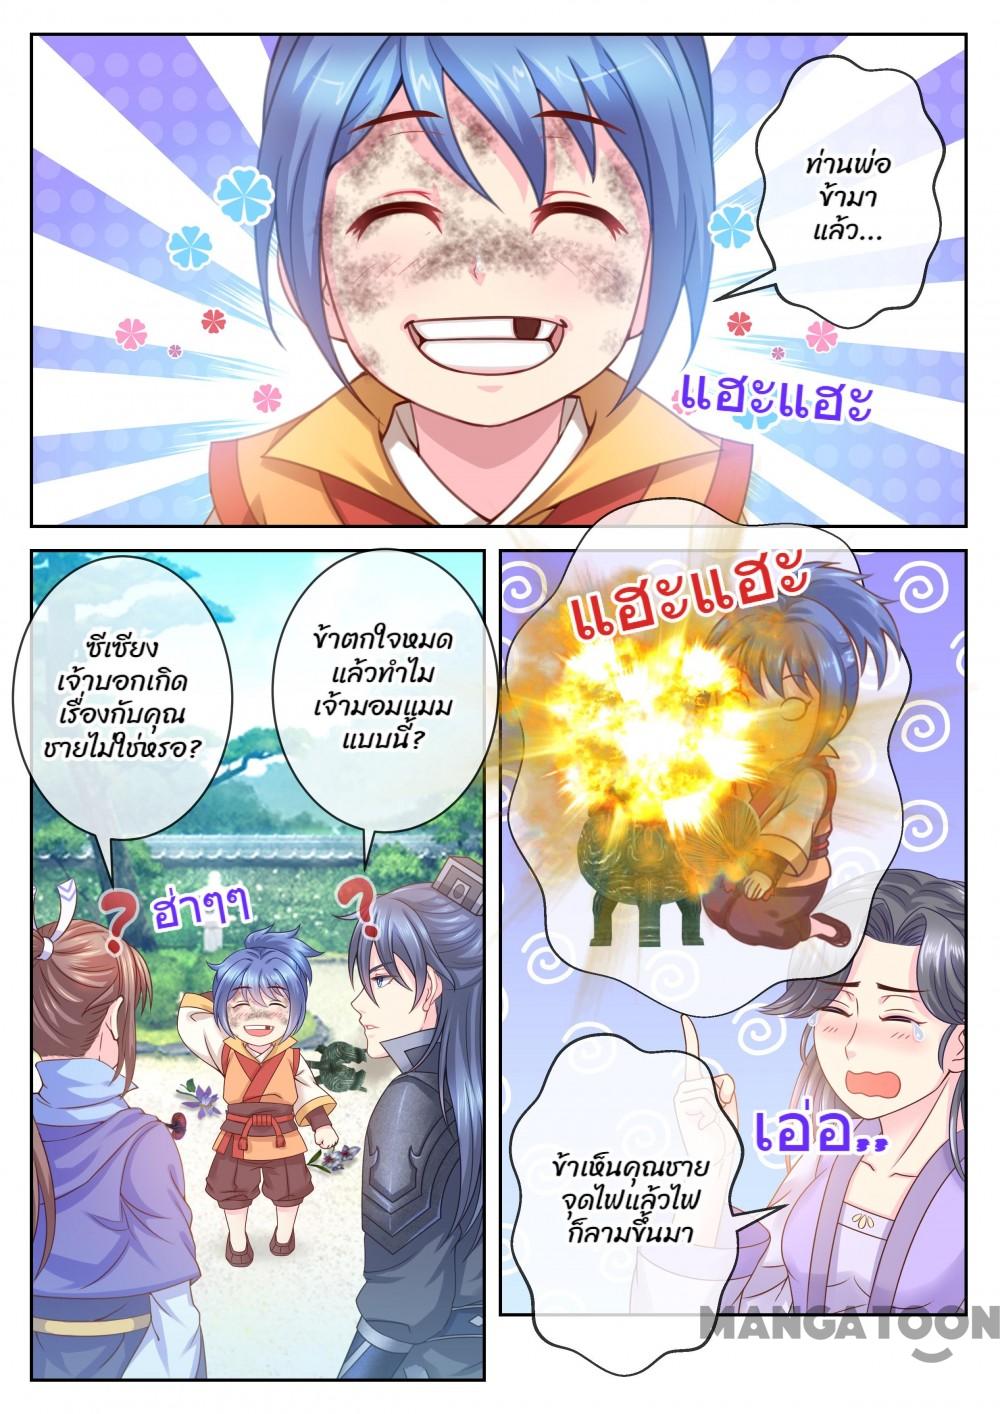 ท่านพ่อ
ข้ามา
แล้ว...
แฮะแฮะ
ซีเซียง
เจ้าบอกเกิด
เรื่องกับคุณ
ชายไม่ใช่หรอ?
ข้าตกใจหมด
แล้วทำไม
เจ้ามอมแมม
แบบนี้?
?
ฮ่าๆๆ
?
แฮะแฮะ
เอ่อ..
ข้าเห็นคุณชาย
จุดไฟแล้วไฟ
ก็ลามขึ้นมา
MANGATOON